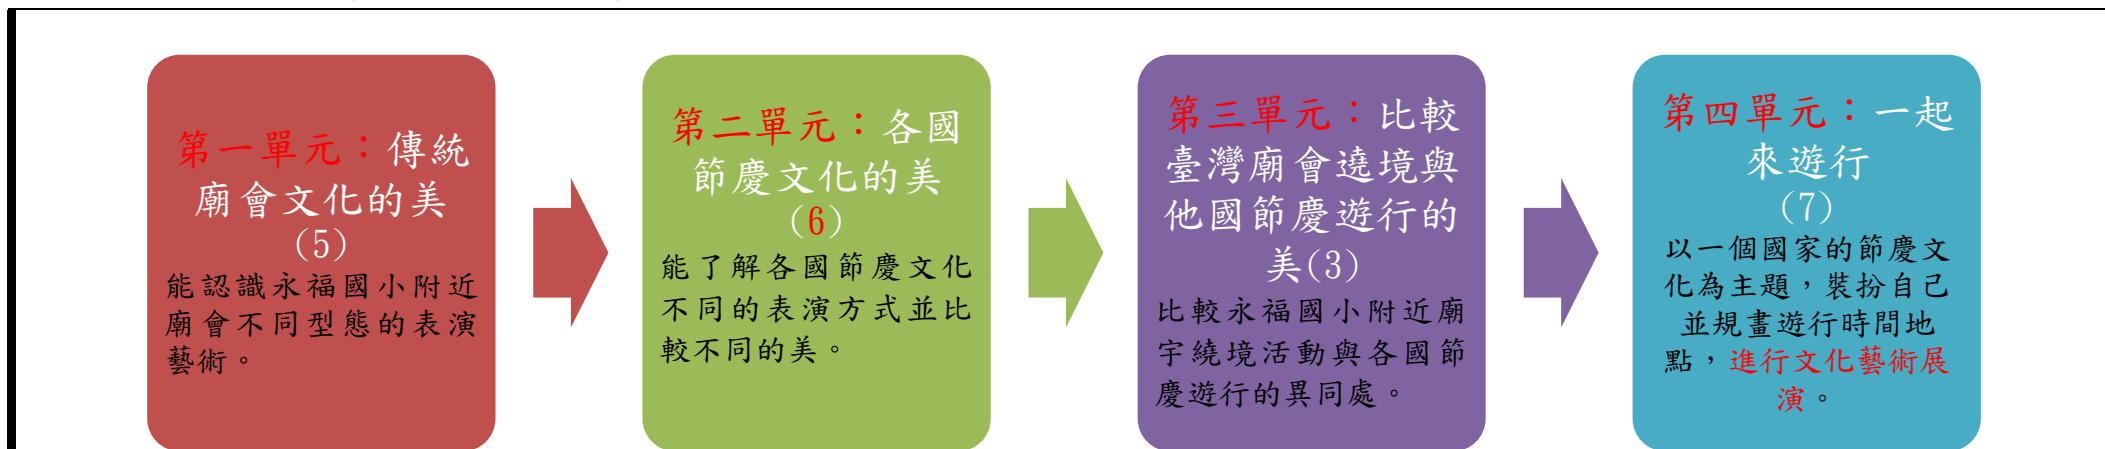 第一單元：傳統
廟會文化的美
(5)
能認識永福國小附近
廟會不同型態的表演
藝術。
第二單元：各國
節慶文化的美
(6)
能了解各國節慶文化
不同的表演方式並比
較不同的美。
第三單元：比較
臺灣廟會遶境與
他國節慶遊行的
美(3)
比較永福國小附近廟
宇繞境活動與各國節
慶遊行的異同處。
第四單元：一起
來遊行
(7)
以一個國家的節慶文
化為主題，裝扮自己
並規畫遊行時間地
點，進行文化藝術展
演。